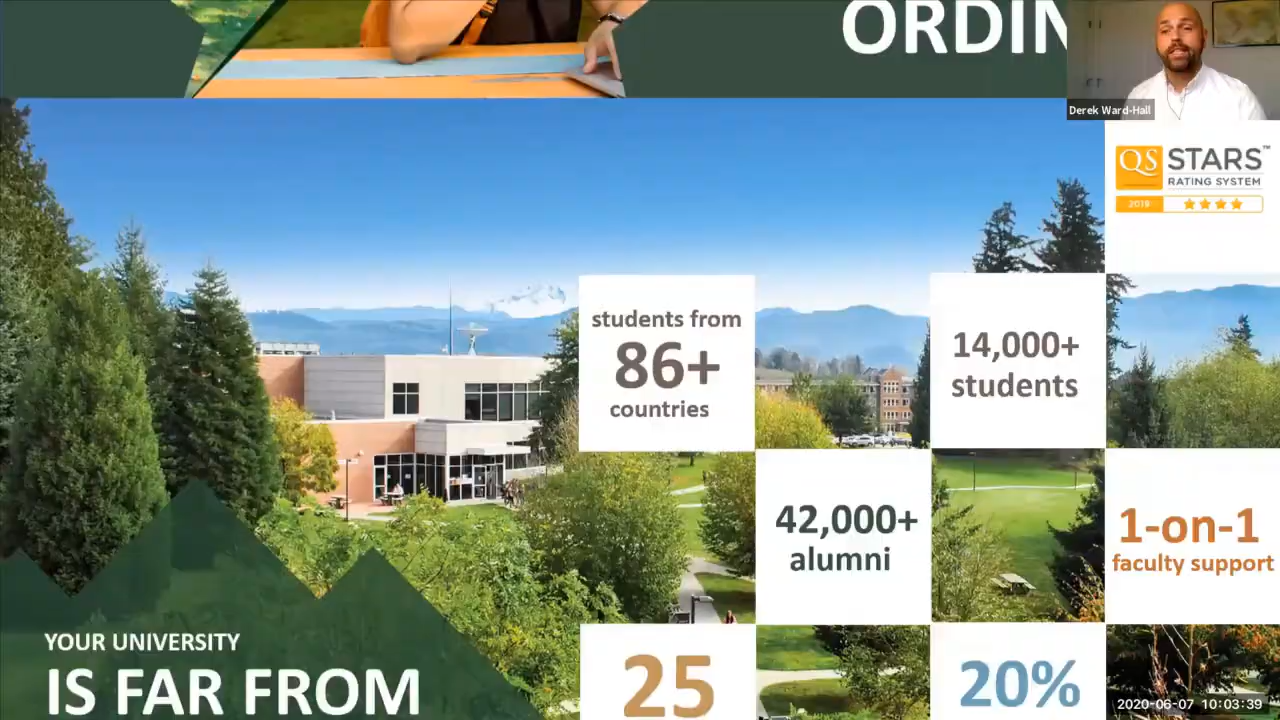 ORDIN
Derek Ward-Hall
QS STARS™
RATING SYSTEM
2019
students from
86+
countries
14,000+
students
42,000+
alumni
1-on-1
faculty support
YOUR UNIVERSITY
IS FAR FROM
25
20%
2020-06-07 10:03:39